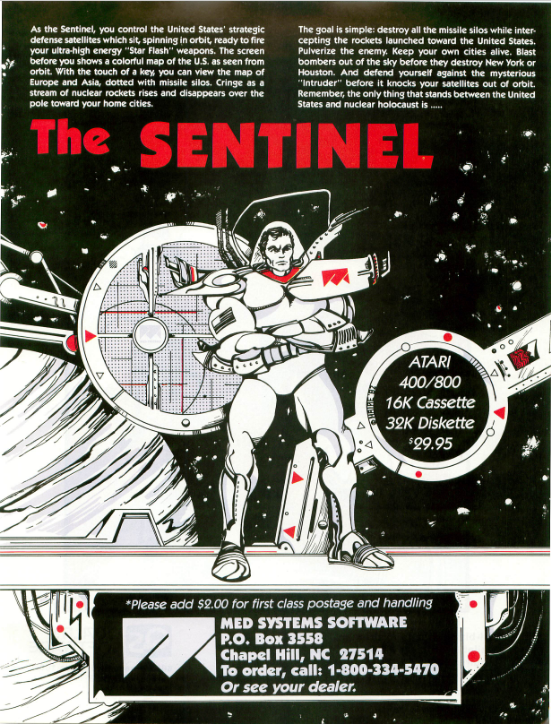 As the Sentinel, you control the United States' strategic
defense satellites which sit, spinning in orbit, ready to fire
your ultra-high energy "Star Flash" weapons. The screen
before you shows a colorful map of the U.S. as seen from
orbit. With the touch of a key, you can view the map of
Europe and Asia, dotted with missile silos. Cringe as a
stream of nuclear rockets rises and disappears over the
pole toward your home cities.
The goal is simple: destroy all the missile silos while inter-
cepting the rockets launched toward the United States.
Pulverize the enemy. Keep your own cities alive. Blast
bombers out of the sky before they destroy New York or
Houston. And defend yourself against the mysterious
"Intruder" before it knocks your satellites out of orbit.
Remember, the only thing that stands between the United
States and nuclear holocaust is .....
The SENTINEL
ATARI
400/800
16K Cassette
32K Diskette
$29.95
*Please add $2.00 for first class postage and handling
MED SYSTEMS SOFTWARE
P.O. Box 3558
Chapel Hill, NC 27514
To order, call: 1-800-334-5470
Or see your dealer.